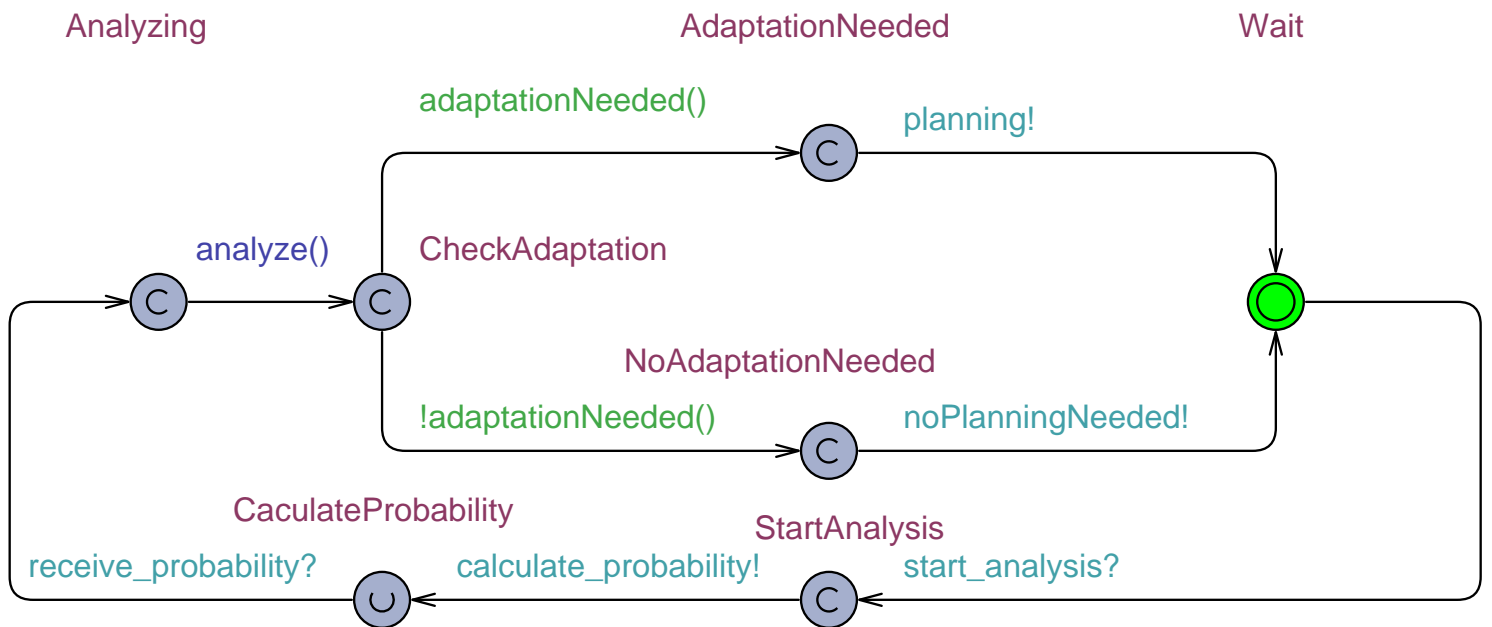 Analyzing
AdaptationNeeded
Wait
adaptationNeeded()
planning!
analyze()
CheckAdaptation
C
C
C
NoAdaptationNeeded
!adaptationNeeded()
noPlanningNeeded!
C
CaculateProbability
StartAnalysis
receive_probability?
calculate_probability!
start_analysis?
U
C